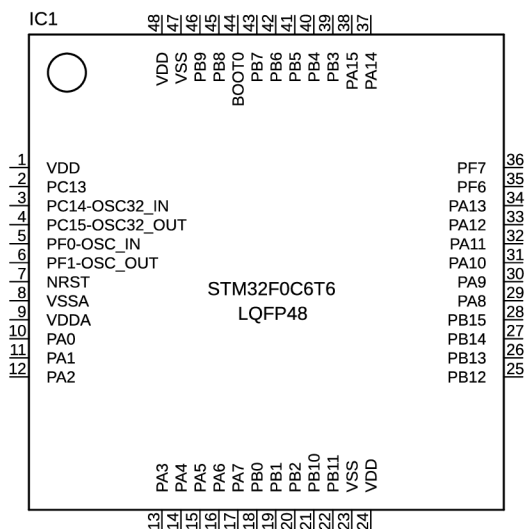 IC1
48 47 46 45 44 43 42 41 40 39 38 37
VDD VSS PB9 PB8 BOOT0 PB7 PB6 PB5 PB4 PB3 PA15 PA14
1 VDD
2 PC13
3 PC14-OSC32_IN
4 PC15-OSC32_OUT
5 PF0-OSC_IN
6 PF1-OSC_OUT
7 NRST
8 VSSA
9 VDDA
10 PA0
11 PA1
12 PA2
STM32F0C6T6
LQFP48
PF7 36
PF6 35
PA13 34
PA12 33
PA11 32
PA10 31
PA9 30
PA8 29
PB15 28
PB14 27
PB13 26
PB12 25
PA3 PA4 PA5 PA6 PA7 PB0 PB1 PB2 PB10 PB11 VSS VDD
13 14 15 16 17 18 19 20 21 22 23 24